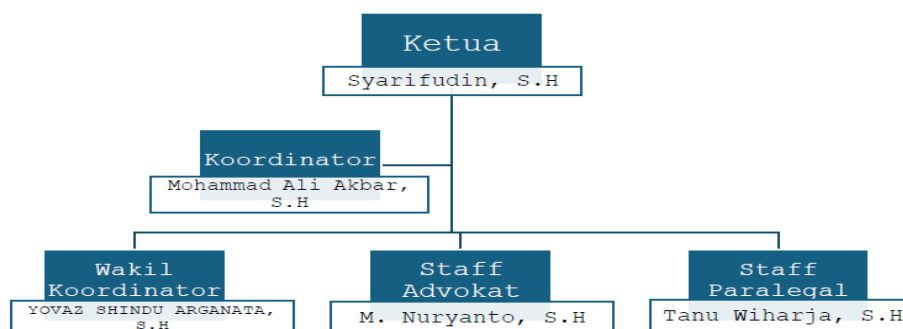 Ketua
Syarifudin, S.H
Koordinator
Mohammad Ali Akbar,
S.H
Wakil
Koordinator
YOVAZ SHINDU ARGANATA,
S.H
Staff
Advokat
M. Nuryanto, S.H
Staff
Paralegal
Tanu Wiharja, S.H